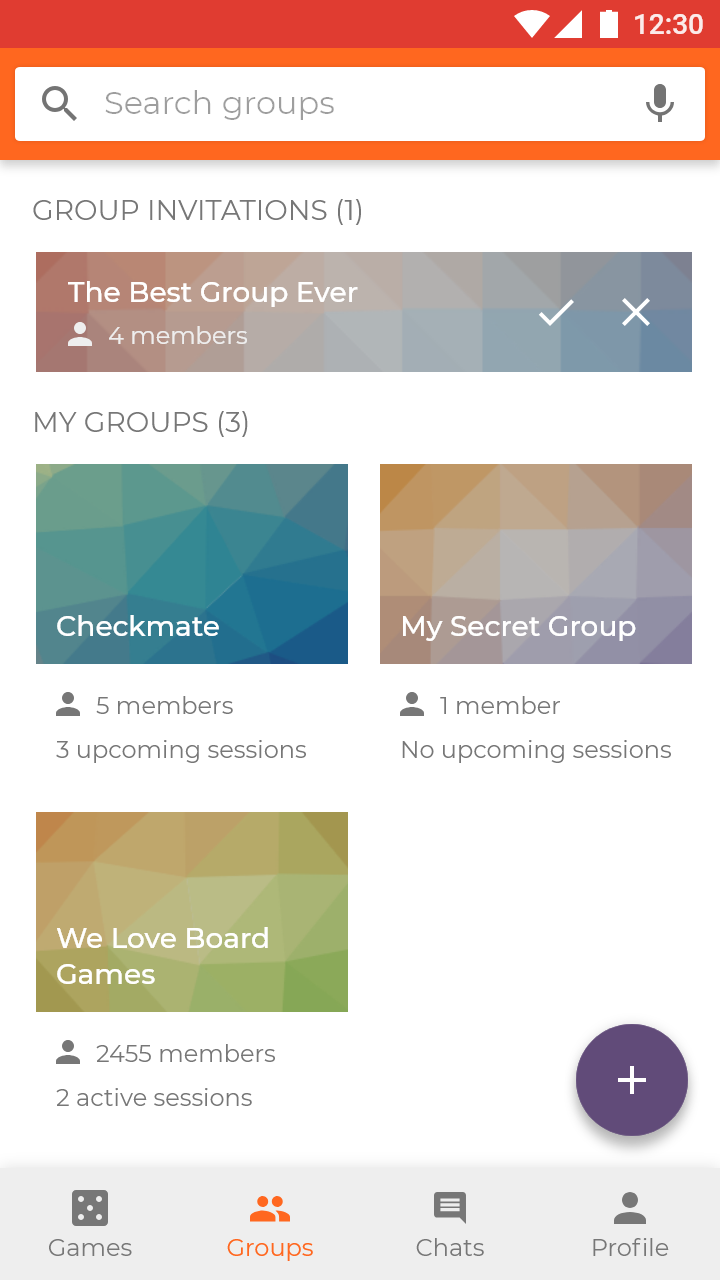 12:30
Search groups
GROUP INVITATIONS (1)
The Best Group Ever
4 members
MY GROUPS (3)
Checkmate
5 members
3 upcoming sessions
My Secret Group
1 member
No upcoming sessions
We Love Board
Games
2455 members
2 active sessions
Games
Groups
Chats
Profile